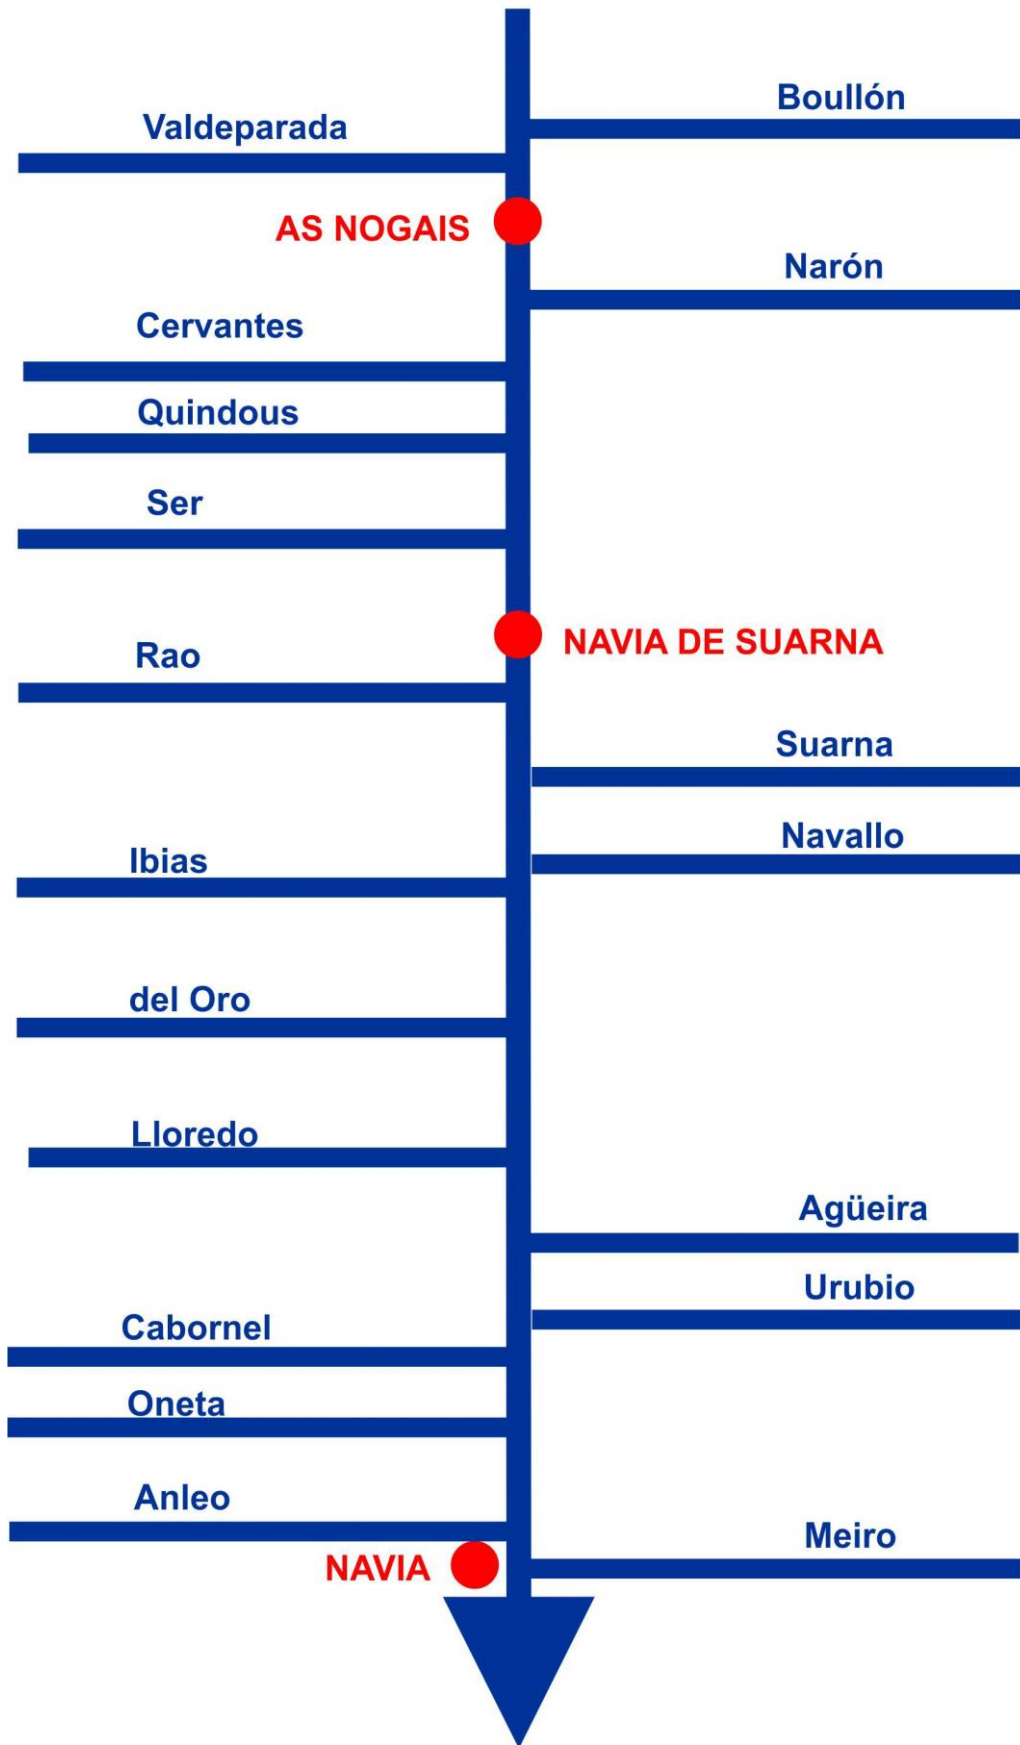 Boullón
Valdeparada
AS NOGAIS
Narón
Cervantes
Quindous
Ser
NAVIA DE SUARNA
Rao
Suarna
Navallo
Ibias
del Oro
Lloredo
Agüeira
Urubio
Cabornel
Oneta
Anleo
Meiro
NAVIA